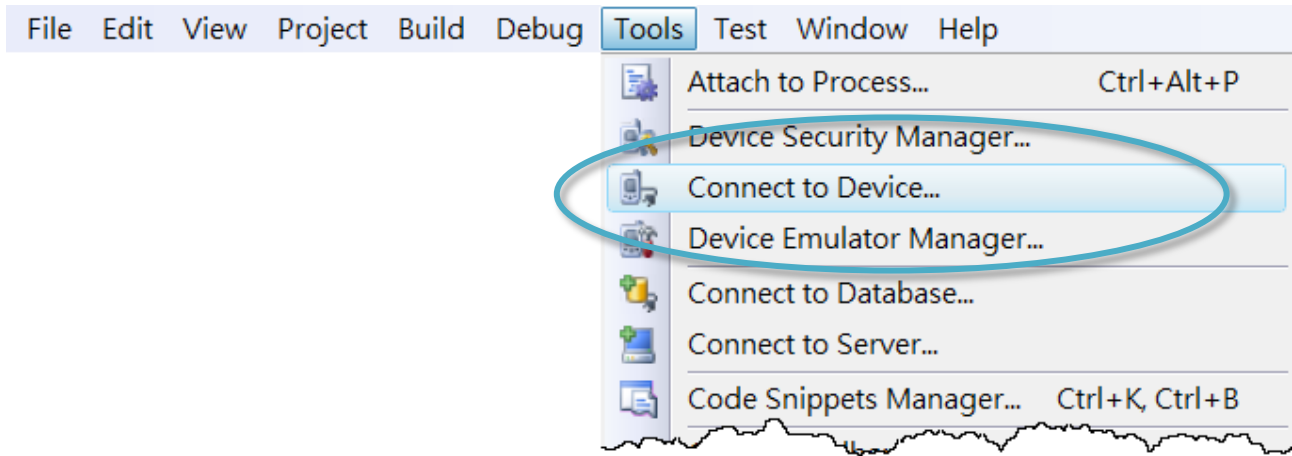 File Edit View Project Build Debug Tools Test Window Help
Attach to Process... Ctrl+Alt+P
Device Security Manager...
Connect to Device...
Device Emulator Manager...
Connect to Database...
Connect to Server...
Code Snippets Manager... Ctrl+K, Ctrl+B